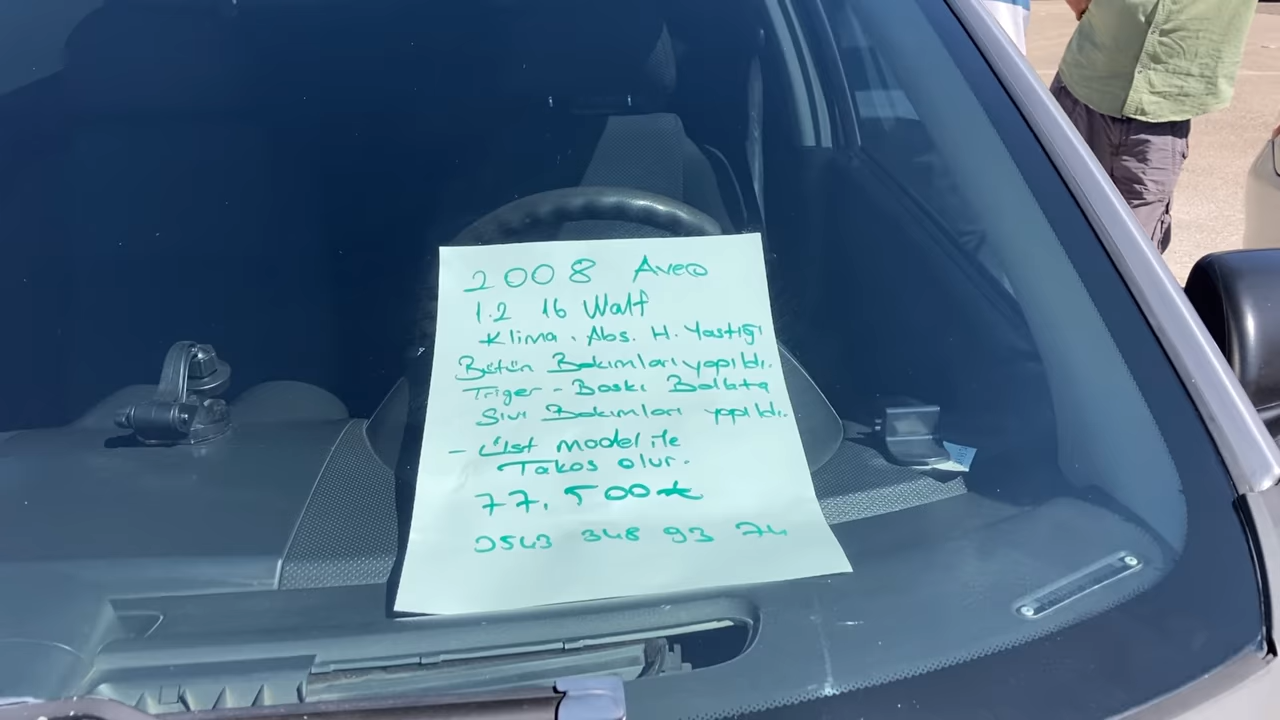 2008 Aveo
1.2 16 Walf
Klima. Abs. H. Yastığı
Bütün Bakımları yapıldı.
Triger - Baskı Balata
Sıvı Bakımları yapıldı.
- Üst model ile
Takas olur.
77.500₺
0543 348 93 74